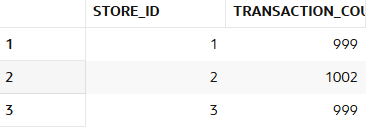 STORE_ID TRANSACTION_COU
1 1 999
2 2 1002
3 3 999